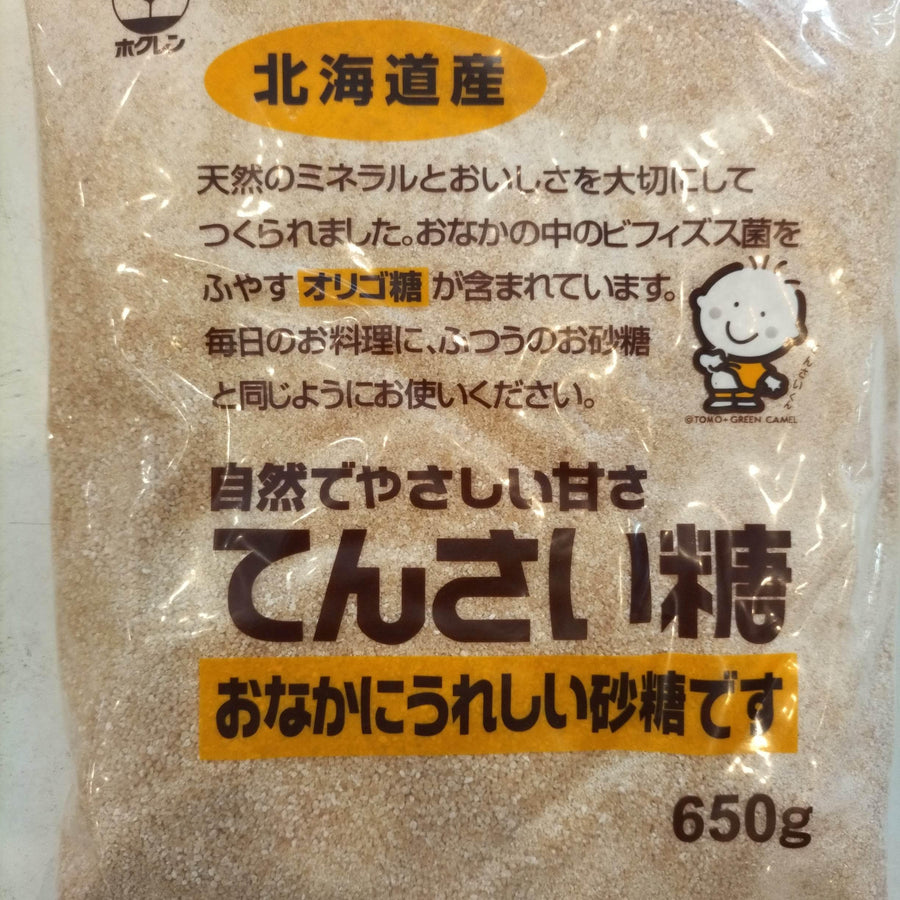 ホクレン
北海道産
天然のミネラルとおいしさを大切にして
つくられました。おなかの中のビフィズス菌を
ふやす オリゴ糖 が含まれています。
毎日のお料理に、ふつうのお砂糖
と同じようにお使いください。
てんさいくん
©TOMO+GREEN CAMEL
自然でやさしい甘さ
てんさい糖
おなかにうれしい砂糖です
650g